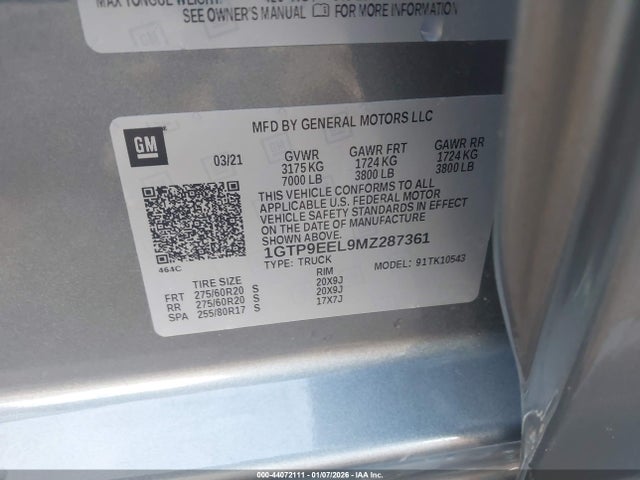 SEE OWNER'S MANUAL FOR MORE INFORMATION
GM
MFD BY GENERAL MOTORS LLC
03/21 GVWR GAWR FRT GAWR RR
3175 KG 1724 KG 1724 KG
7000 LB 3800 LB 3800 LB
THIS VEHICLE CONFORMS TO ALL
APPLICABLE U.S. FEDERAL MOTOR
VEHICLE SAFETY STANDARDS IN EFFECT
ON THE DATE OF MANUFACTURE
SHOWN ABOVE.
1GTP9EEL9MZ287361
464C TYPE: TRUCK MODEL: 91TK10543
TIRE SIZE RIM
FRT 275/60R20 S 20X9J
RR 275/60R20 S 20X9J
SPA 255/80R17 S 17X7J
000-44072111 - 01/07/2026 - IAA Inc.